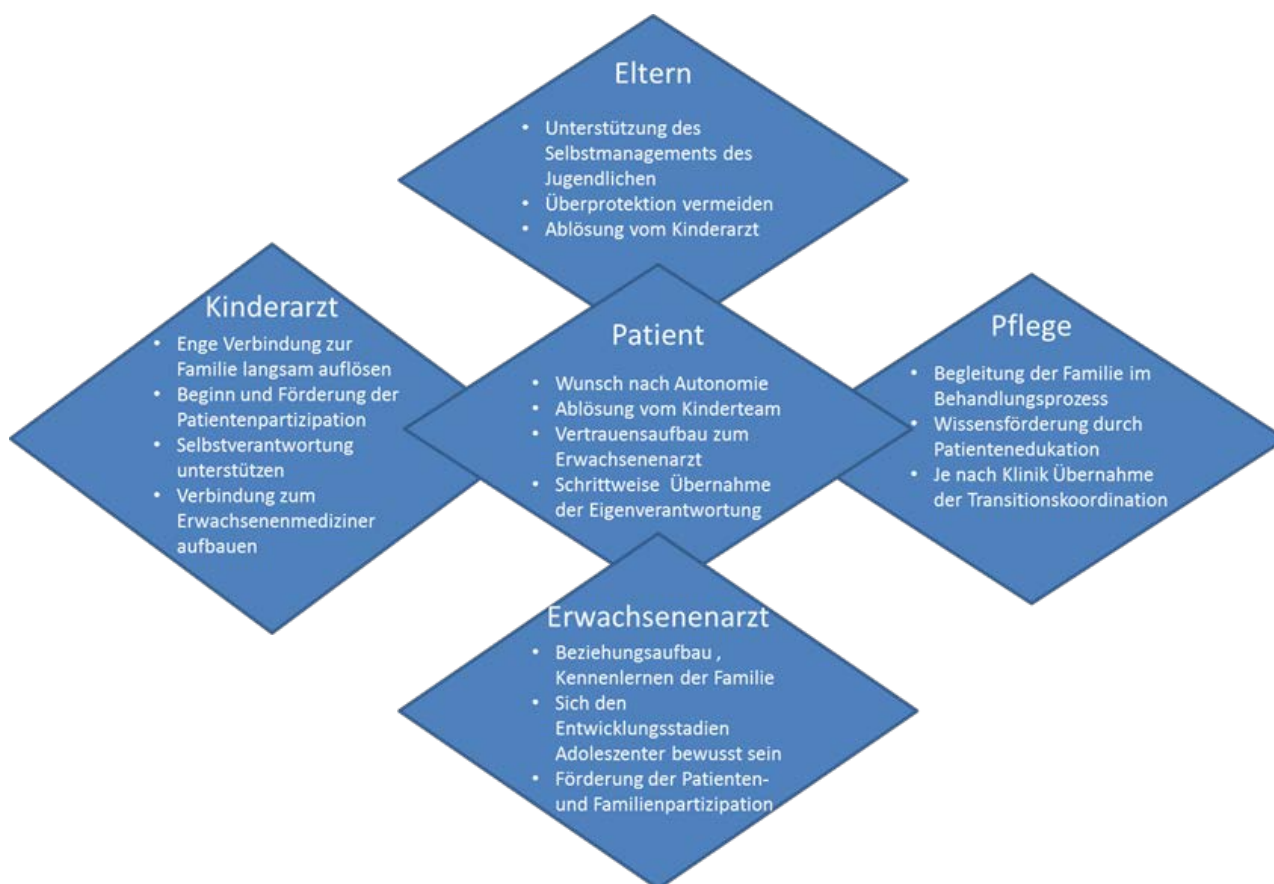 Eltern
• Unterstützung des
Selbstmanagements des
Jugendlichen
• Überprotektion vermeiden
• Ablösung vom Kinderarzt
Kinderarzt
• Enge Verbindung zur
Familie langsam auflösen
• Beginn und Förderung der
Patientenpartizipation
• Selbstverantwortung
unterstützen
• Verbindung zum
Erwachsenenmediziner
aufbauen
Patient
• Wunsch nach Autonomie
• Ablösung vom Kinderteam
• Vertrauensaufbau zum
Erwachsenenarzt
• Schrittweise Übernahme
der Eigenverantwortung
Pflege
• Begleitung der Familie im
Behandlungsprozess
• Wissensförderung durch
Patientenedukation
• Je nach Klinik Übernahme
der Transitionskoordination
Erwachsenenarzt
• Beziehungsaufbau ,
Kennenlernen der Familie
• Sich den
Entwicklungsstadien
Adoleszenter bewusst sein
• Förderung der Patienten-
und Familienpartizipation